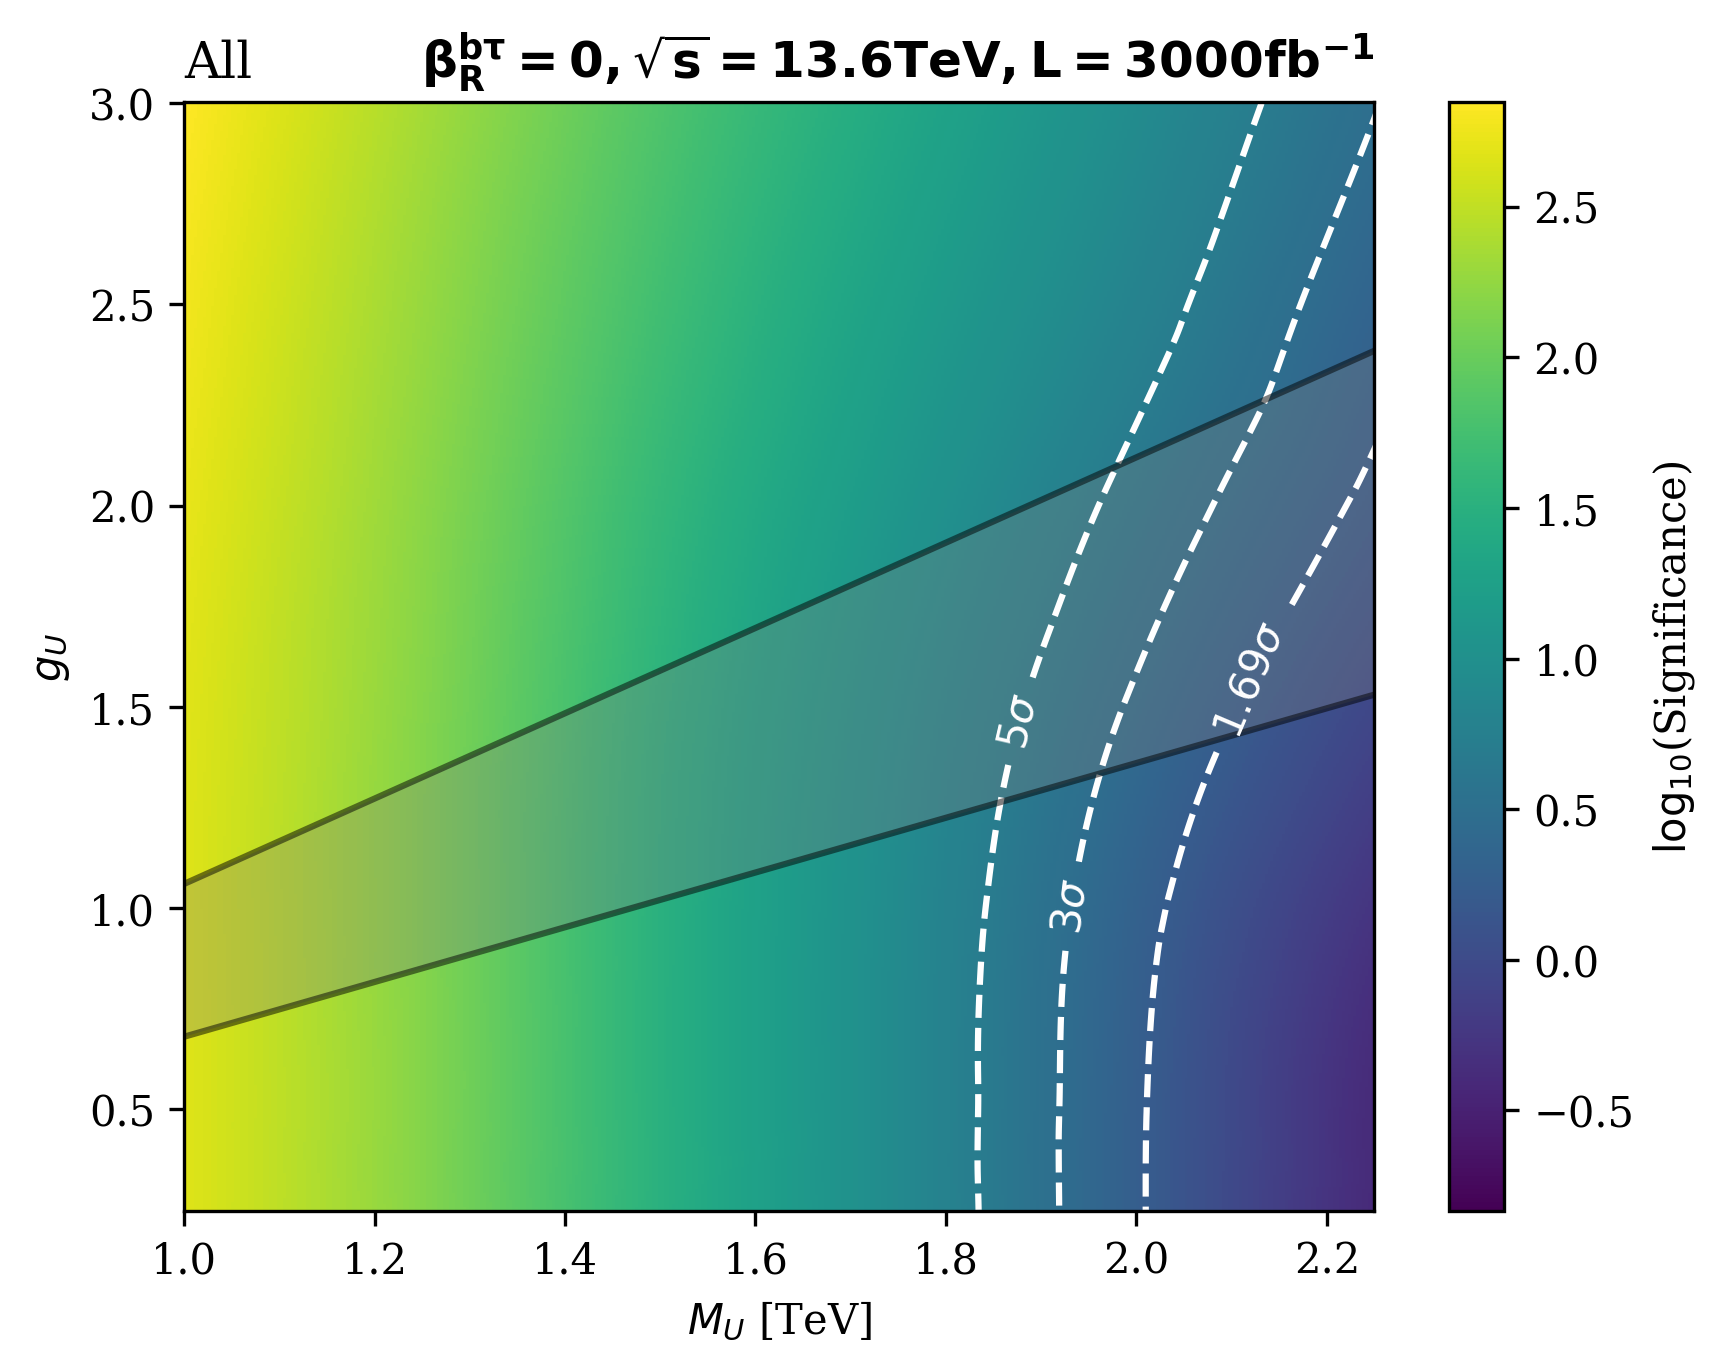 All
β_R^{bτ} = 0, √s = 13.6TeV, L = 3000fb⁻¹
3.0
2.5
2.0
1.5
1.0
0.5
g_U
5σ
3σ
1.69σ
1.0 1.2 1.4 1.6 1.8 2.0 2.2
M_U [TeV]
2.5
2.0
1.5
1.0
0.5
0.0
−0.5
log₁₀(Significance)